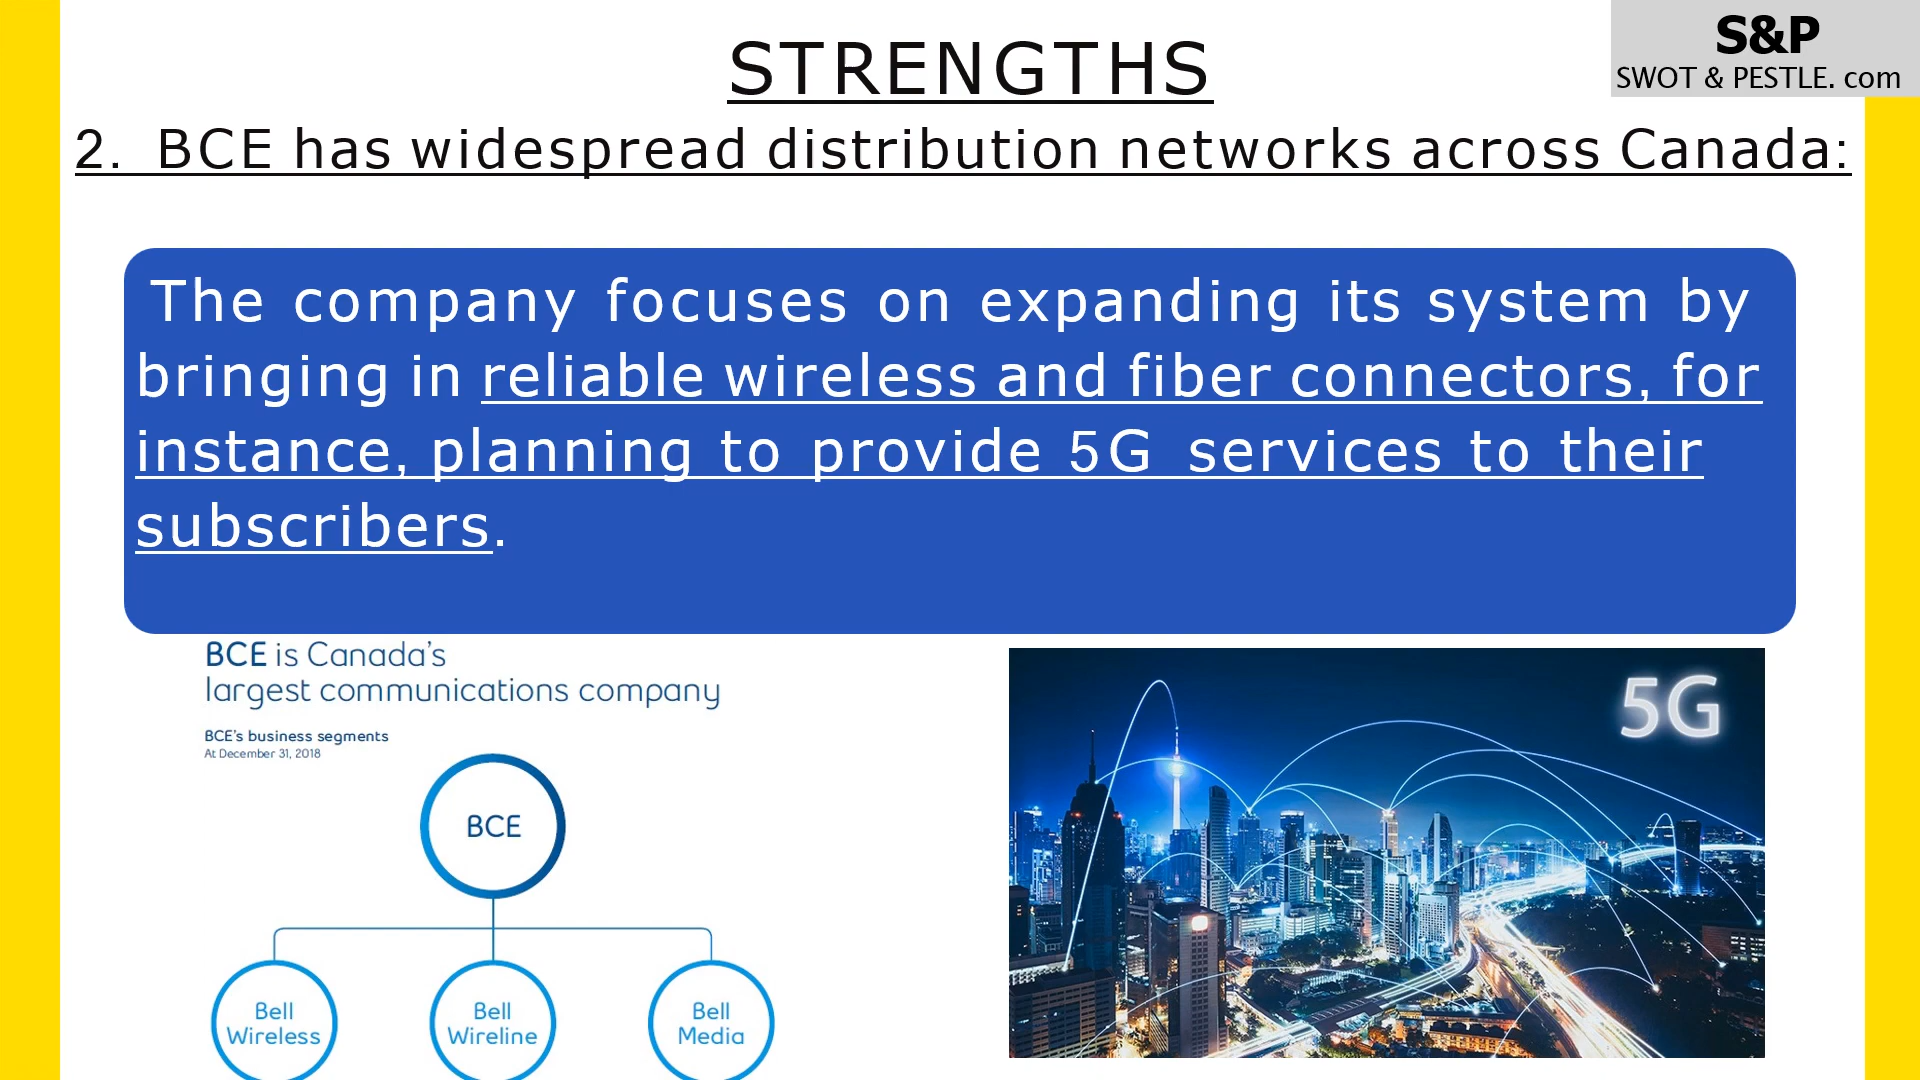 STRENGTHS
S&P
SWOT & PESTLE. com
2. BCE has widespread distribution networks across Canada:
The company focuses on expanding its system by
bringing in reliable wireless and fiber connectors, for
instance, planning to provide 5G services to their
subscribers.
BCE is Canada's
largest communications company
BCE's business segments
At December 31, 2018
BCE
Bell
Wireless
Bell
Wireline
Bell
Media
5G